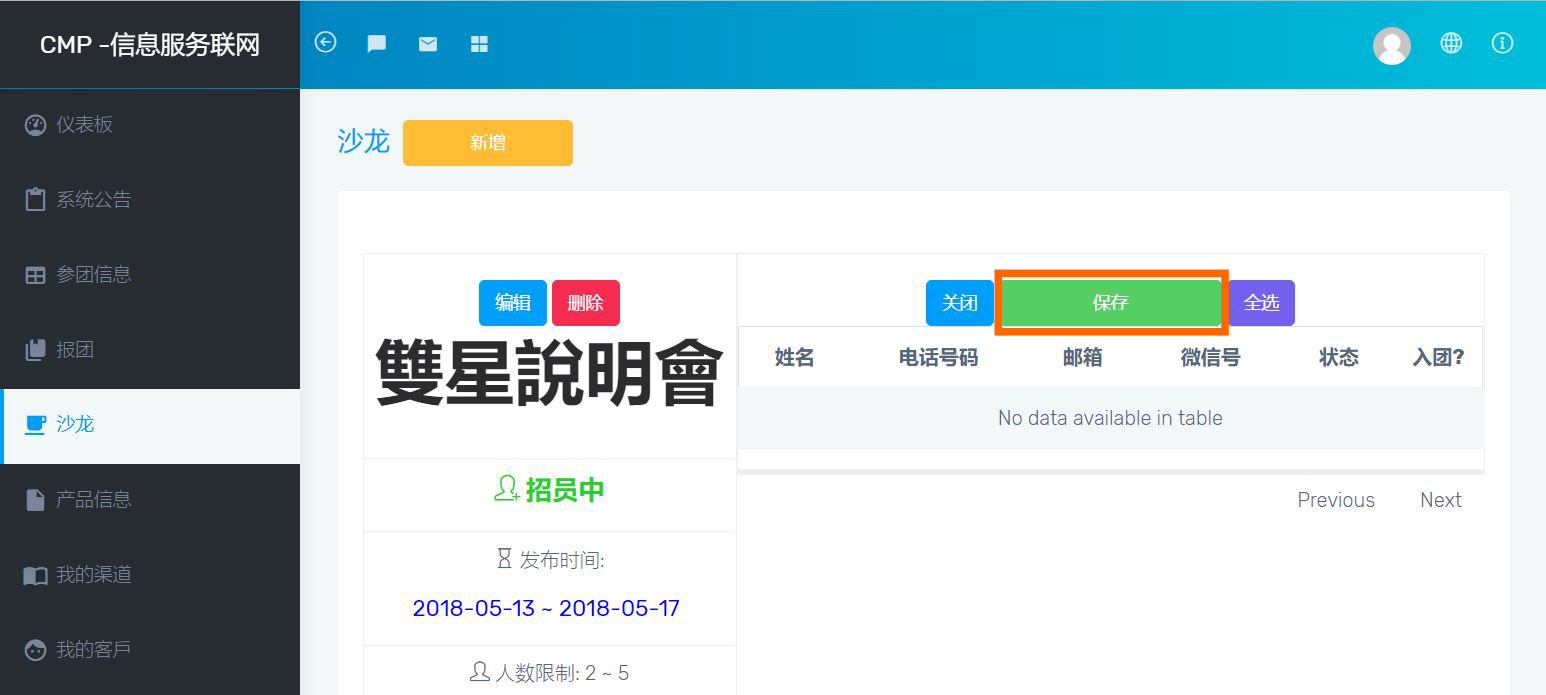 CMP -信息服务联网
仪表板
系统公告
参团信息
报团
沙龙
产品信息
我的渠道
我的客戶
沙龙 新增
编辑 删除
雙星說明會
招员中
发布时间:
2018-05-13 ~ 2018-05-17
人数限制: 2 ~ 5
关闭 保存 全选
姓名 电话号码 邮箱 微信号 状态 入团?
No data available in table
Previous Next